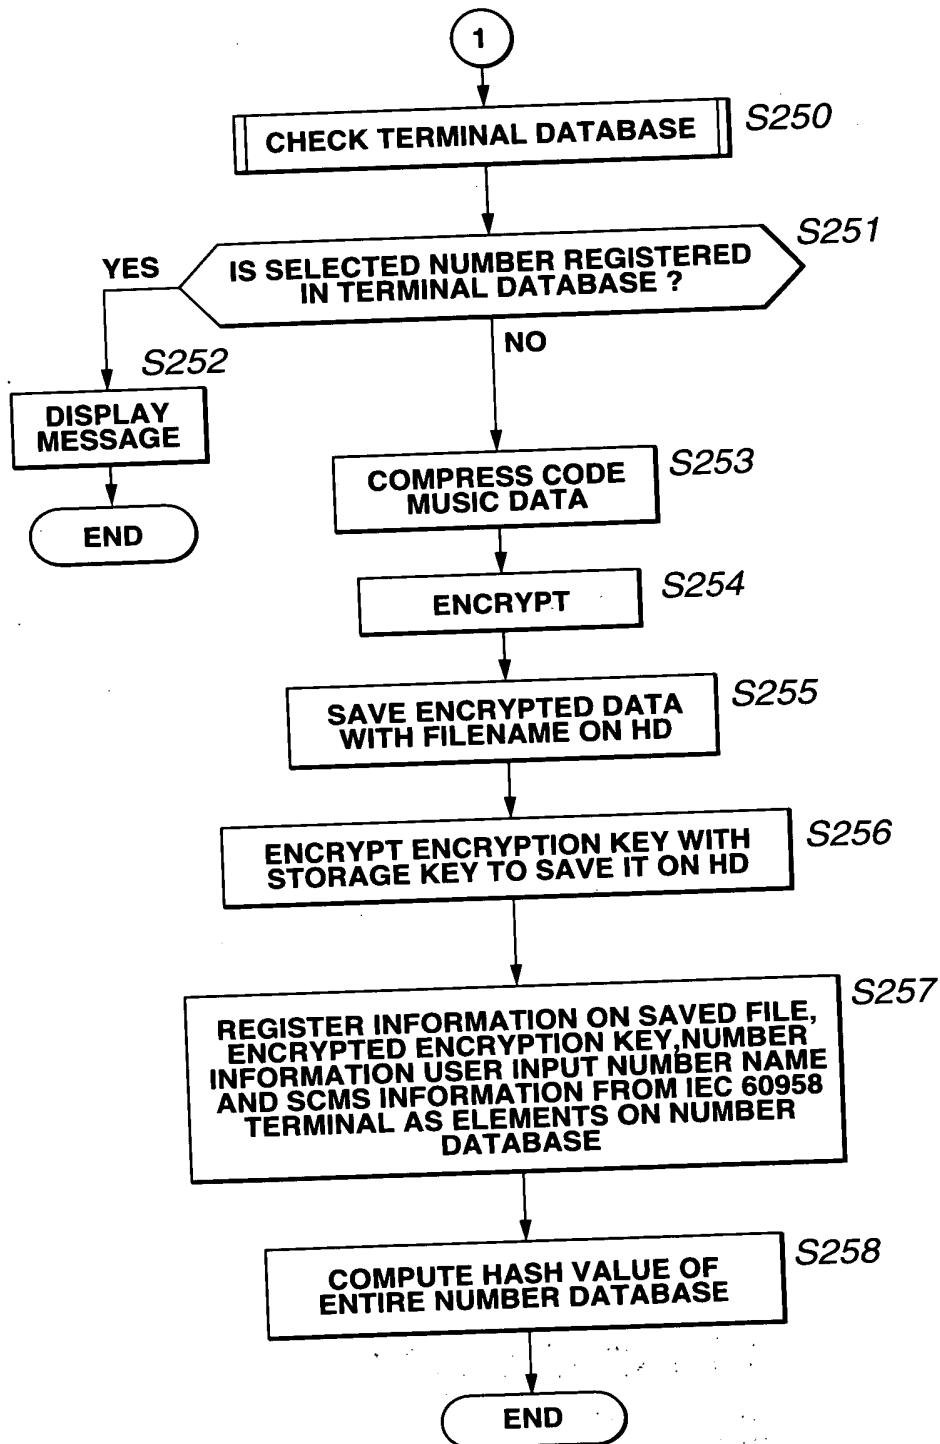 1
CHECK TERMINAL DATABASE
S250
S251
IS SELECTED NUMBER REGISTERED
IN TERMINAL DATABASE ?
YES
NO
S252
DISPLAY
MESSAGE
END
S253
COMPRESS CODE
MUSIC DATA
S254
ENCRYPT
S255
SAVE ENCRYPTED DATA
WITH FILENAME ON HD
S256
ENCRYPT ENCRYPTION KEY WITH
STORAGE KEY TO SAVE IT ON HD
S257
REGISTER INFORMATION ON SAVED FILE,
ENCRYPTED ENCRYPTION KEY,NUMBER
INFORMATION USER INPUT NUMBER NAME
AND SCMS INFORMATION FROM IEC 60958
TERMINAL AS ELEMENTS ON NUMBER
DATABASE
S258
COMPUTE HASH VALUE OF
ENTIRE NUMBER DATABASE
END